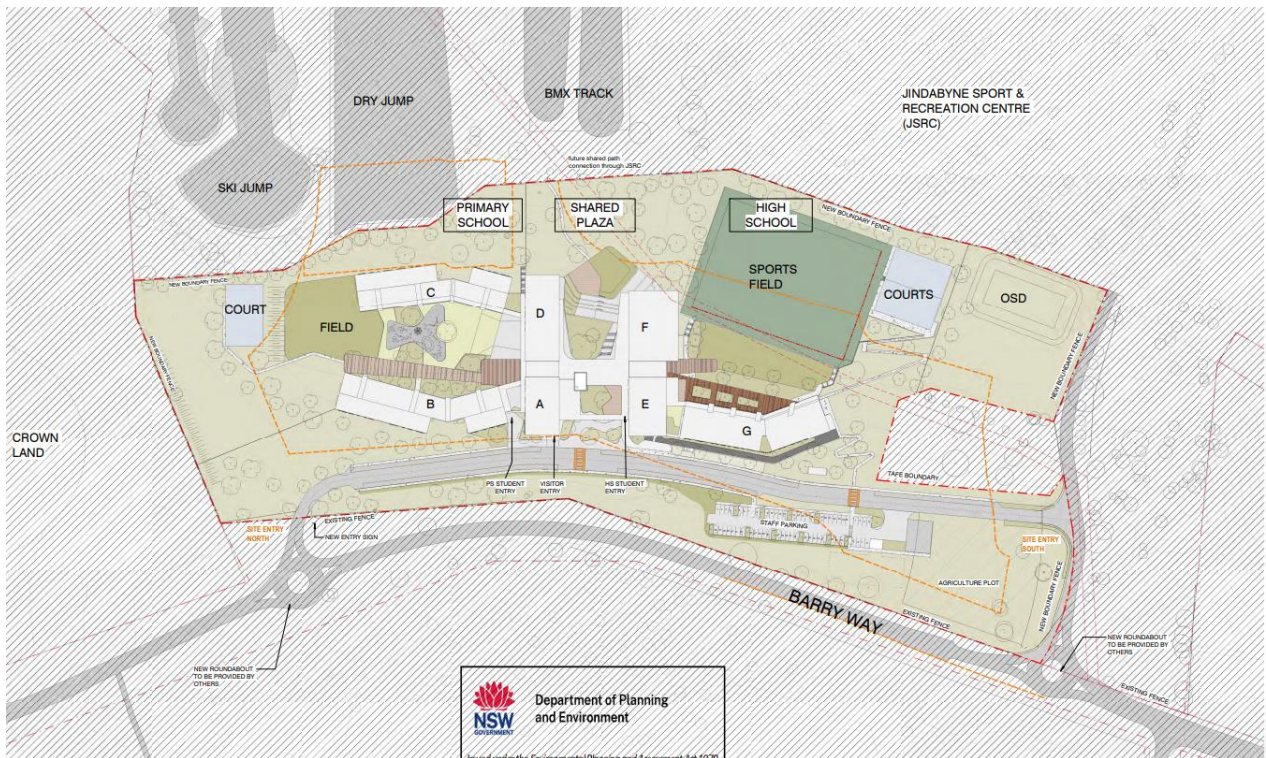 DRY JUMP
BMX TRACK
JINDABYNE SPORT &
RECREATION CENTRE
(JSRC)
future shared path
connection through JSRC
SKI JUMP
PRIMARY
SCHOOL
SHARED
PLAZA
HIGH
SCHOOL
NEW BOUNDARY FENCE
NEW BOUNDARY FENCE
SPORTS
FIELD
COURT
FIELD
C
D
F
COURTS
OSD
NEW BOUNDARY FENCE
NEW BOUNDARY FENCE
B
A
E
G
CROWN
LAND
TAFE BOUNDARY
PS STUDENT
ENTRY
VISITOR
ENTRY
HS STUDENT
ENTRY
EXISTING FENCE
SITE ENTRY
NORTH
NEW ENTRY SIGN
STAFF PARKING
SITE ENTRY
SOUTH
AGRICULTURE PLOT
NEW BOUNDARY FENCE
BARRY WAY
EXISTING FENCE
NEW ROUNDABOUT
TO BE PROVIDED BY
OTHERS
NEW ROUNDABOUT
TO BE PROVIDED BY
OTHERS
EXISTING FENCE
NSW
GOVERNMENT
Department of Planning
and Environment